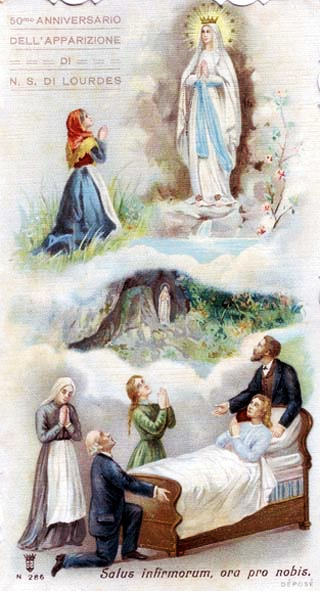 50mo ANNIVERSARIO
DELL'APPARIZIONE
DI
N. S. DI LOURDES
N 286
Salus infirmorum, ora pro nobis.
DÉPOSÉ